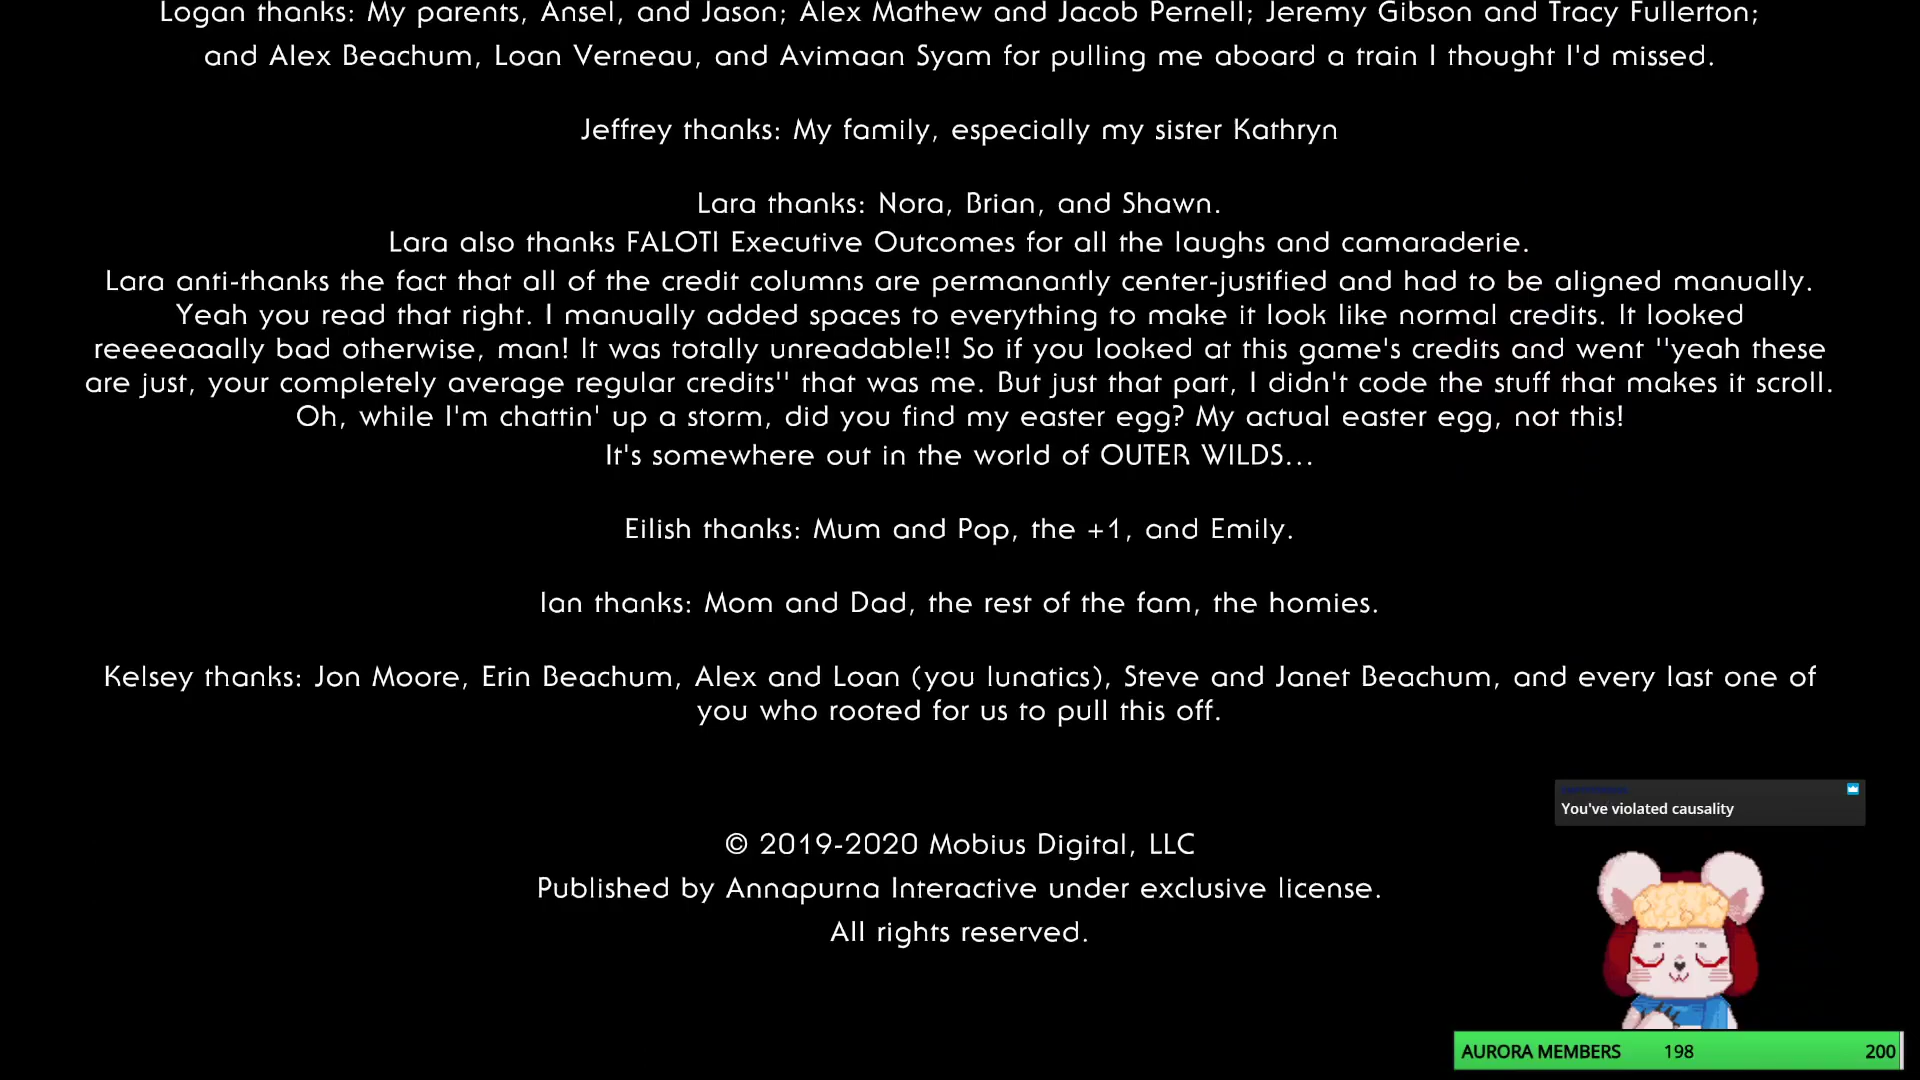 Logan thanks: My parents, Ansel, and Jason; Alex Mathew and Jacob Pernell; Jeremy Gibson and Tracy Fullerton;
and Alex Beachum, Loan Verneau, and Avimaan Syam for pulling me aboard a train I thought I'd missed.
Jeffrey thanks: My family, especially my sister Kathryn
Lara thanks: Nora, Brian, and Shawn.
Lara also thanks FALOTI Executive Outcomes for all the laughs and camaraderie.
Lara anti-thanks the fact that all of the credit columns are permanantly center-justified and had to be aligned manually.
Yeah you read that right. I manually added spaces to everything to make it look like normal credits. It looked
reeeeaaally bad otherwise, man! It was totally unreadable!! So if you looked at this game's credits and went ''yeah these
are just, your completely average regular credits'' that was me. But just that part, I didn't code the stuff that makes it scroll.
Oh, while I'm chattin' up a storm, did you find my easter egg? My actual easter egg, not this!
It's somewhere out in the world of OUTER WILDS...
Eilish thanks: Mum and Pop, the +1, and Emily.
Ian thanks: Mom and Dad, the rest of the fam, the homies.
Kelsey thanks: Jon Moore, Erin Beachum, Alex and Loan (you lunatics), Steve and Janet Beachum, and every last one of
you who rooted for us to pull this off.
You've violated causality
© 2019-2020 Mobius Digital, LLC
Published by Annapurna Interactive under exclusive license.
All rights reserved.
AURORA MEMBERS 198 200